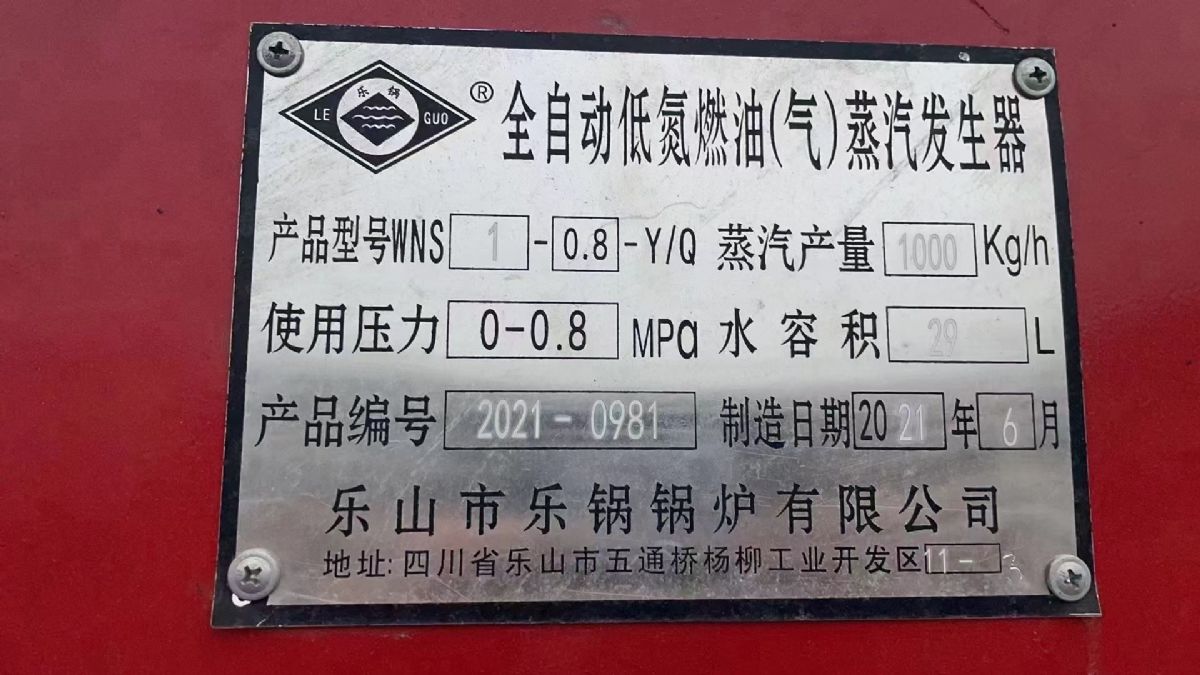 乐锅
LE GUO ®
全自动低氮燃油(气)蒸汽发生器
产品型号WNS 1-0.8-Y/Q 蒸汽产量 1000 Kg/h
使用压力 0-0.8 MPa 水容积 29 L
产品编号 2021-0981 制造日期 2021 年 6 月
乐山市乐锅锅炉有限公司
地址:四川省乐山市五通桥杨柳工业开发区11-3